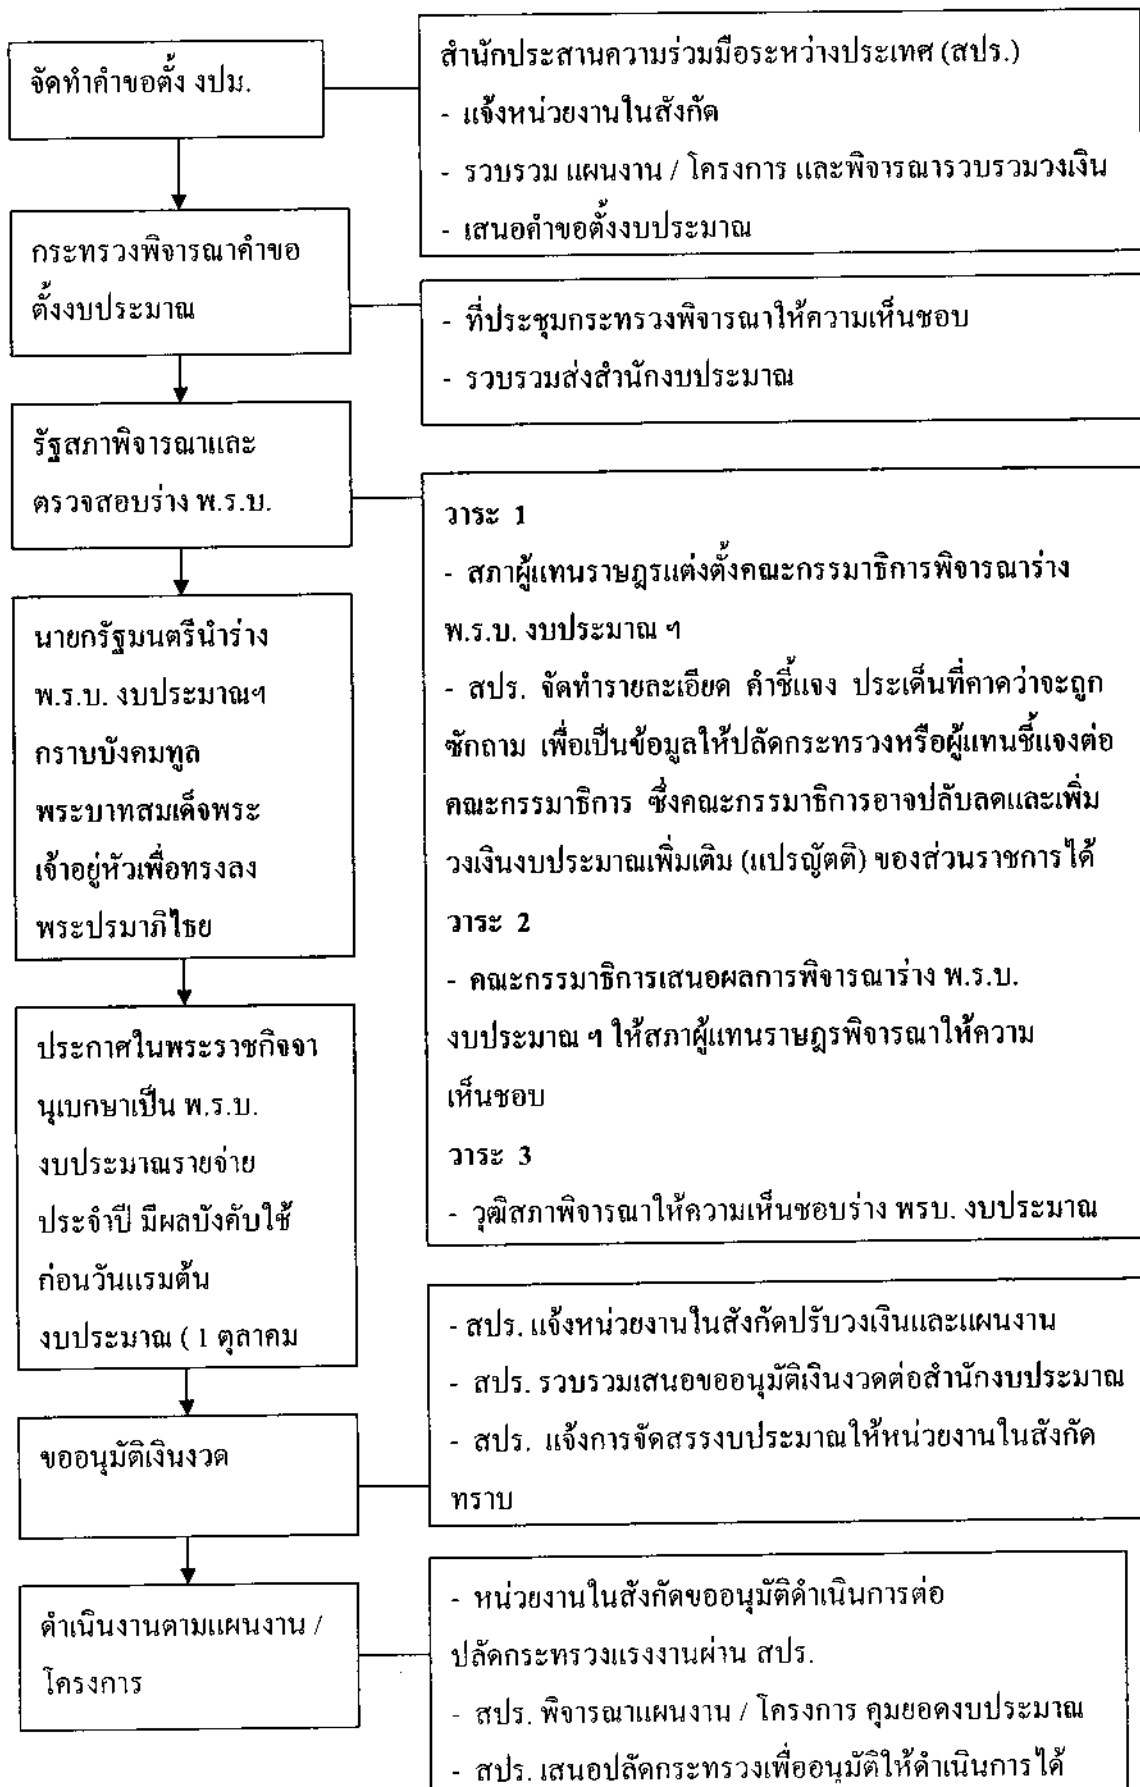 จัดทำคำขอตั้ง งปม.
สำนักประสานความร่วมมือระหว่างประเทศ (สปร.)
- แจ้งหน่วยงานในสังกัด
- รวบรวม แผนงาน / โครงการ และพิจารณารวบรวมวงเงิน
- เสนอคำขอตั้งงบประมาณ
กระทรวงพิจารณาคำขอ
ตั้งงบประมาณ
- ที่ประชุมกระทรวงพิจารณาให้ความเห็นชอบ
- รวบรวมส่งสำนักงบประมาณ
รัฐสภาพิจารณาและ
ตรวจสอบร่าง พ.ร.บ.
วาระ 1
- สภาผู้แทนราษฎรแต่งตั้งคณะกรรมาธิการพิจารณาร่าง
พ.ร.บ. งบประมาณ ฯ
- สปร. จัดทำรายละเอียด คำชี้แจง ประเด็นที่คาดว่าจะถูก
ซักถาม เพื่อเป็นข้อมูลให้ปลัดกระทรวงหรือผู้แทนชี้แจงต่อ
คณะกรรมาธิการ ซึ่งคณะกรรมาธิการอาจปลับลดและเพิ่ม
วงเงินงบประมาณเพิ่มเติม (แปรญัตติ) ของส่วนราชการได้
วาระ 2
- คณะกรรมาธิการเสนอผลการพิจารณาร่าง พ.ร.บ.
งบประมาณ ฯ ให้สภาผู้แทนราษฎรพิจารณาให้ความ
เห็นชอบ
วาระ 3
- วุฒิสภาพิจารณาให้ความเห็นชอบร่าง พรบ. งบประมาณ
นายกรัฐมนตรีนำร่าง
พ.ร.บ. งบประมาณฯ
กราบบังคมทูล
พระบาทสมเด็จพระ
เจ้าอยู่หัวเพื่อทรงลง
พระปรมาภิไธย
ประกาศในพระราชกิจจา
นุเบกษาเป็น พ.ร.บ.
งบประมาณรายจ่าย
ประจำปี มีผลบังคับใช้
ก่อนวันแรมต้น
งบประมาณ ( 1 ตุลาคม
ขออนุมัติเงินงวด
- สปร. แจ้งหน่วยงานในสังกัดปรับวงเงินและแผนงาน
- สปร. รวบรวมเสนอขออนุมัติเงินงวดต่อสำนักงบประมาณ
- สปร. แจ้งการจัดสรรงบประมาณให้หน่วยงานในสังกัด
ทราบ
ดำเนินงานตามแผนงาน /
โครงการ
- หน่วยงานในสังกัดขออนุมัติดำเนินการต่อ
ปลัดกระทรวงแรงงานผ่าน สปร.
- สปร. พิจารณาแผนงาน / โครงการ คุมยอดงบประมาณ
- สปร. เสนอปลัดกระทรวงเพื่ออนุมัติให้ดำเนินการได้